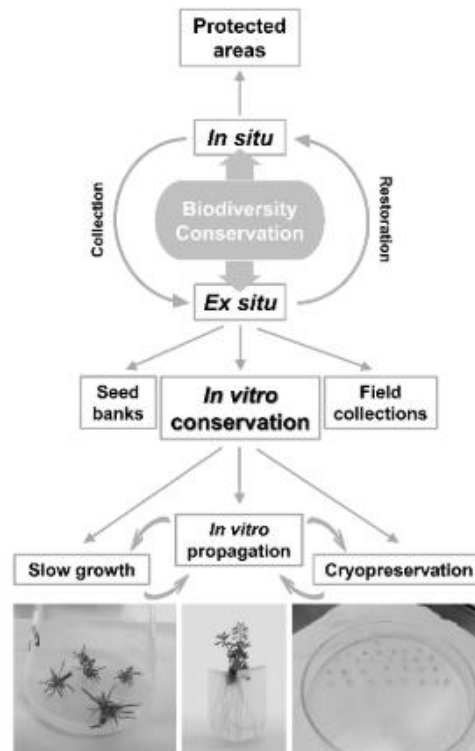 Protected
areas
In situ
Collection
Biodiversity
Conservation
Restoration
Ex situ
Seed
banks
In vitro
conservation
Field
collections
In vitro
propagation
Slow growth
Cryopreservation